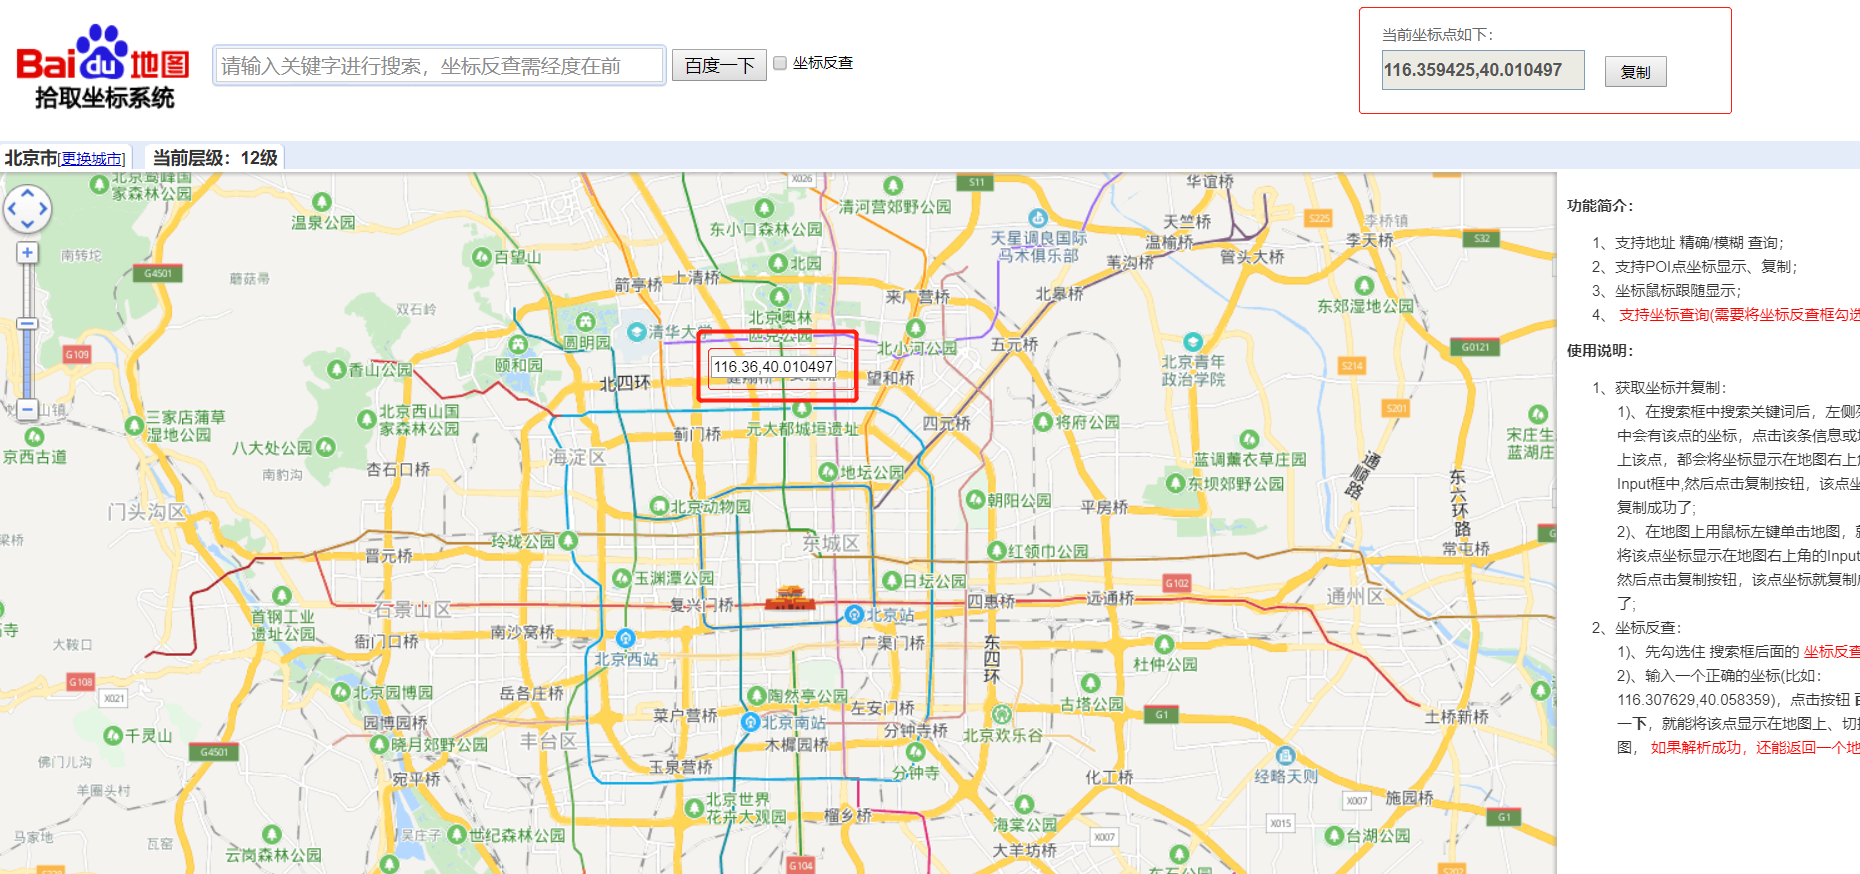 Baidu地图
拾取坐标系统
请输入关键字进行搜索，坐标反查需经度在前
百度一下
坐标反查
当前坐标点如下：
116.359425,40.010497
复制
北京市[更换城市]
当前层级：12级
北京鹫峰国
家森林公园
温泉公园
X026
清河营郊野公园
S11
华谊桥
东小口森林公园
天竺桥
S225
李桥镇
天星调良国际
马术俱乐部
温榆桥
李天桥
S32
南转坨
G4501
蘑菇帚
百望山
北园
苇沟桥
管头大桥
箭亭桥
上清桥
来广营桥
北皋桥
东郊湿地公园
双石岭
北京奥林
匹克公园
圆明园
清华大学
北小河公园
五元桥
G109
香山公园
颐和园
北京青年
政治学院
S214
G0121
116.36,40.010497
北四环
望和桥
三家店蒲草
湿地公园
北京西山国
家森林公园
元大都城垣遗址
四元桥
将府公园
S201
宋庄生
蓝湖庄
京西古道
八大处公园
蓟门桥
海淀区
南豹沟
杏石口桥
地坛公园
蓝调薰衣草庄园
通顺路
东六环路
东坝郊野公园
门头沟区
北京动物园
朝阳公园
平房桥
梁桥
玲珑公园
东城区
红领巾公园
常屯桥
晋元桥
玉渊潭公园
日坛公园
G102
首钢工业
遗址公园
石景山区
复兴门桥
北京站
四惠桥
远通桥
通州区
石寺
大鞍口
衙门口桥
南沙窝桥
北京西站
广渠门桥
东四环
杜仲公园
G108
X021
北京园博园
岳各庄桥
陶然亭公园
古塔公园
园博园桥
菜户营桥
北京南站
左安门桥
G1
土桥新桥
千灵山
晓月郊野公园
丰台区
木樨园桥
分钟寺桥
北京欢乐谷
G4501
佛门儿沟
宛平桥
玉泉营桥
分钟寺
化工桥
经略天则
羊圈头村
北京世界
花卉大观园
榴乡桥
海棠公园
X007
施园桥
马家地
瓦窑
吴庄子
世纪森林公园
X007
X015
台湖公园
G1
云岗森林公园
G104
大羊坊桥
功能简介：
1、支持地址 精确/模糊 查询；
2、支持POI点坐标显示、复制；
3、坐标鼠标跟随显示；
4、 支持坐标查询(需要将坐标反查框勾选
使用说明：
1、获取坐标并复制：
1)、在搜索框中搜索关键词后，左侧
中会有该点的坐标，点击该条信息或
上该点，都会将坐标显示在地图右上
Input框中,然后点击复制按钮，该点
复制成功了；
2)、在地图上用鼠标左键单击地图，
将该点坐标显示在地图右上角的Input
然后点击复制按钮，该点坐标就复制
了；
2、坐标反查：
1)、先勾选住 搜索框后面的 坐标反查
2)、输入一个正确的坐标(比如：
116.307629,40.058359)，点击按钮
一下，就能将该点显示在地图上、切
图， 如果解析成功，还能返回一个